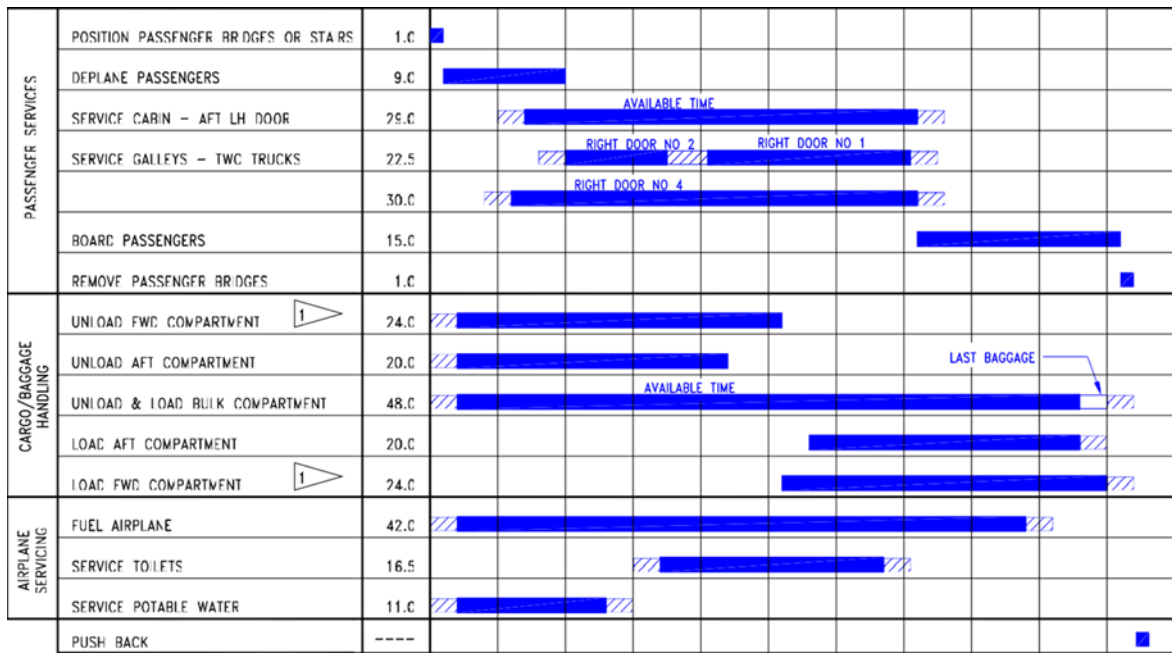 PASSENGER SERVICES
POSITION PASSENGER BRIDGES OR STAIRS 1.0
DEPLANE PASSENGERS 9.0
AVAILABLE TIME
SERVICE CABIN - AFT LH DOOR 29.0
RIGHT DOOR NO 2 RIGHT DOOR NO 1
SERVICE GALLEYS - TWO TRUCKS 22.5
RIGHT DOOR NO 4
30.0
BOARD PASSENGERS 15.0
REMOVE PASSENGER BRIDGES 1.0
CARGO/BAGGAGE
HANDLING
UNLOAD FWD COMPARTMENT 1 24.0
UNLOAD AFT COMPARTMENT 20.0
LAST BAGGAGE
AVAILABLE TIME
UNLOAD & LOAD BULK COMPARTMENT 48.0
LOAD AFT COMPARTMENT 20.0
LOAD FWD COMPARTMENT 1 24.0
AIRPLANE
SERVICING
FUEL AIRPLANE 42.0
SERVICE TOILETS 16.5
SERVICE POTABLE WATER 11.0
PUSH BACK ----